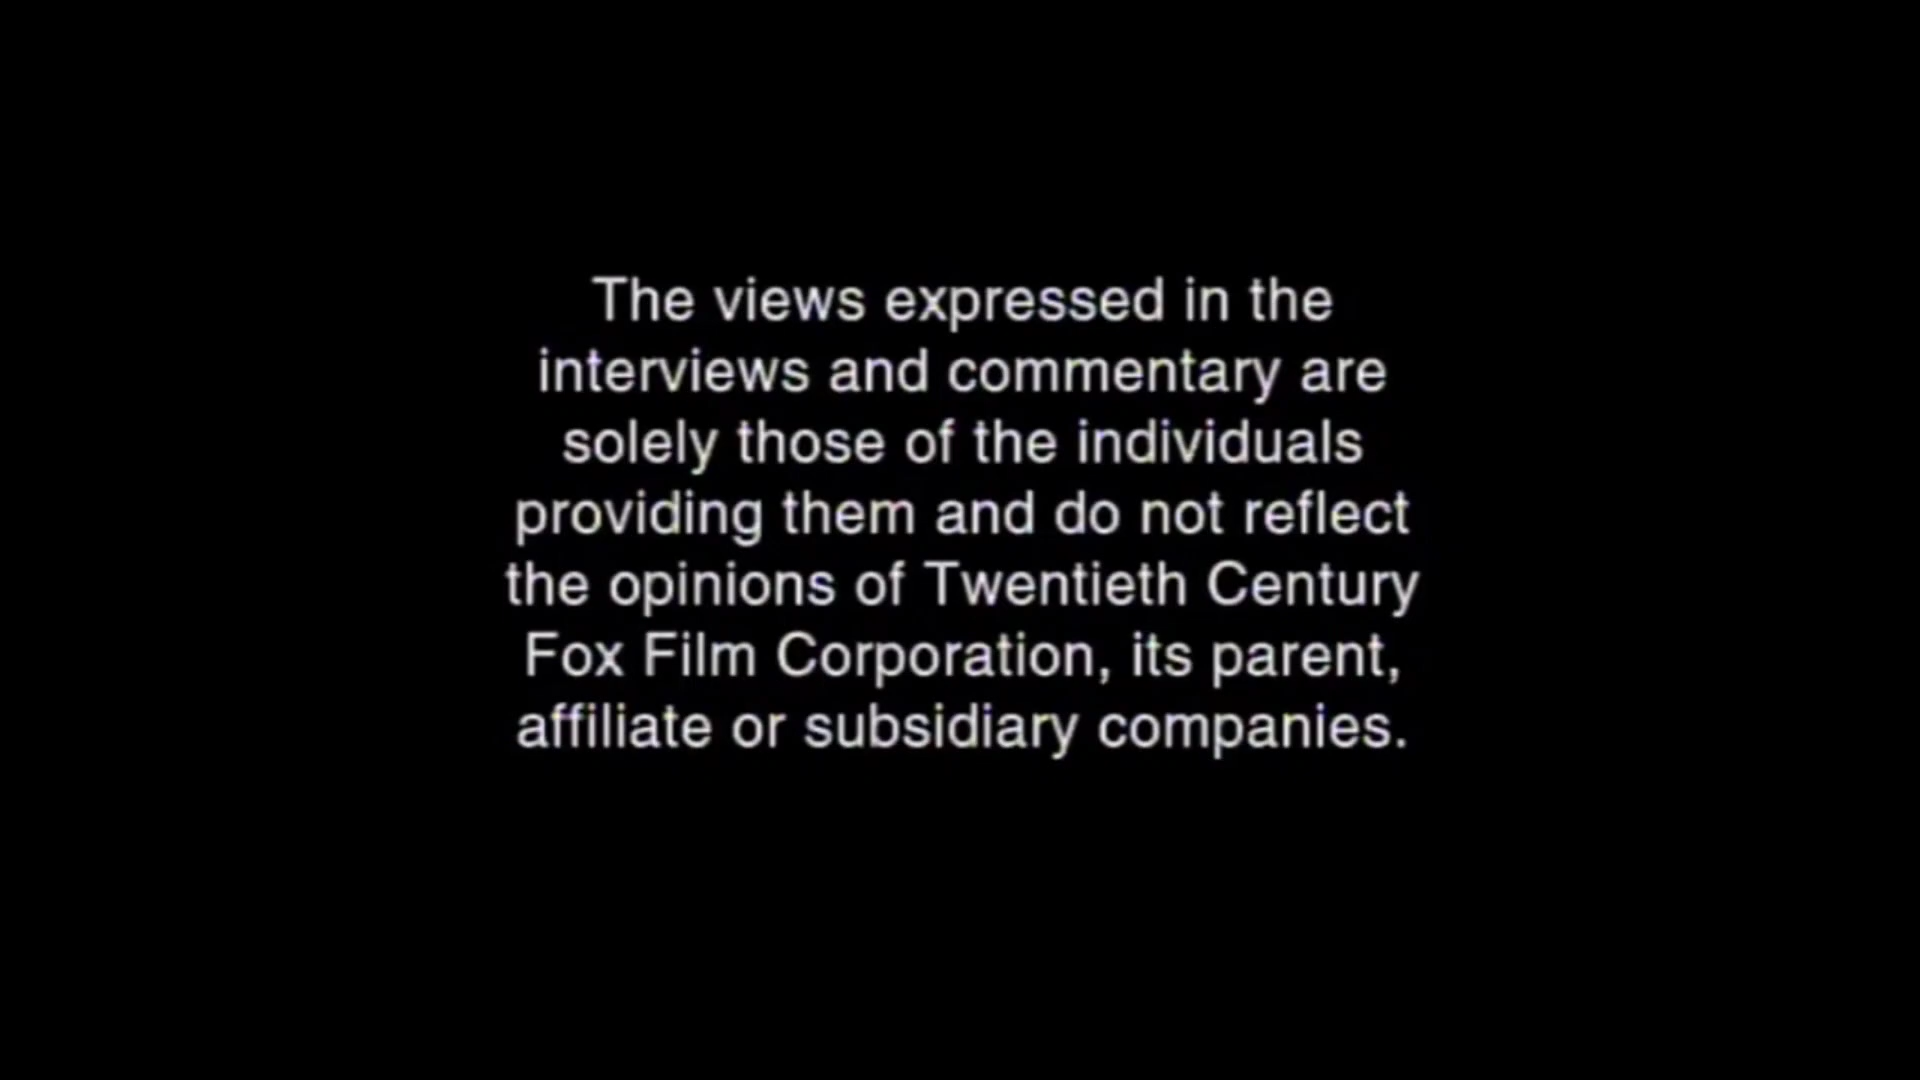 The views expressed in the
interviews and commentary are
solely those of the individuals
providing them and do not reflect
the opinions of Twentieth Century
Fox Film Corporation, its parent,
affiliate or subsidiary companies.